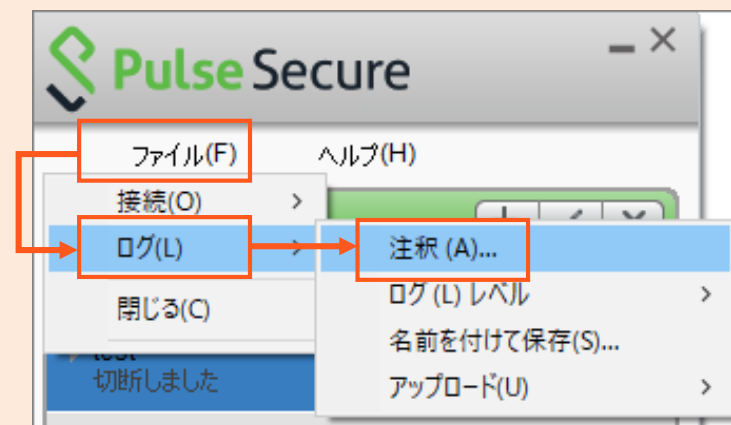 Pulse Secure
ファイル(F) ヘルプ(H)
接続(O)
ログ(L)
閉じる(C)
注釈 (A)...
ログ (L) レベル
名前を付けて保存(S)...
アップロード(U)
切断しました